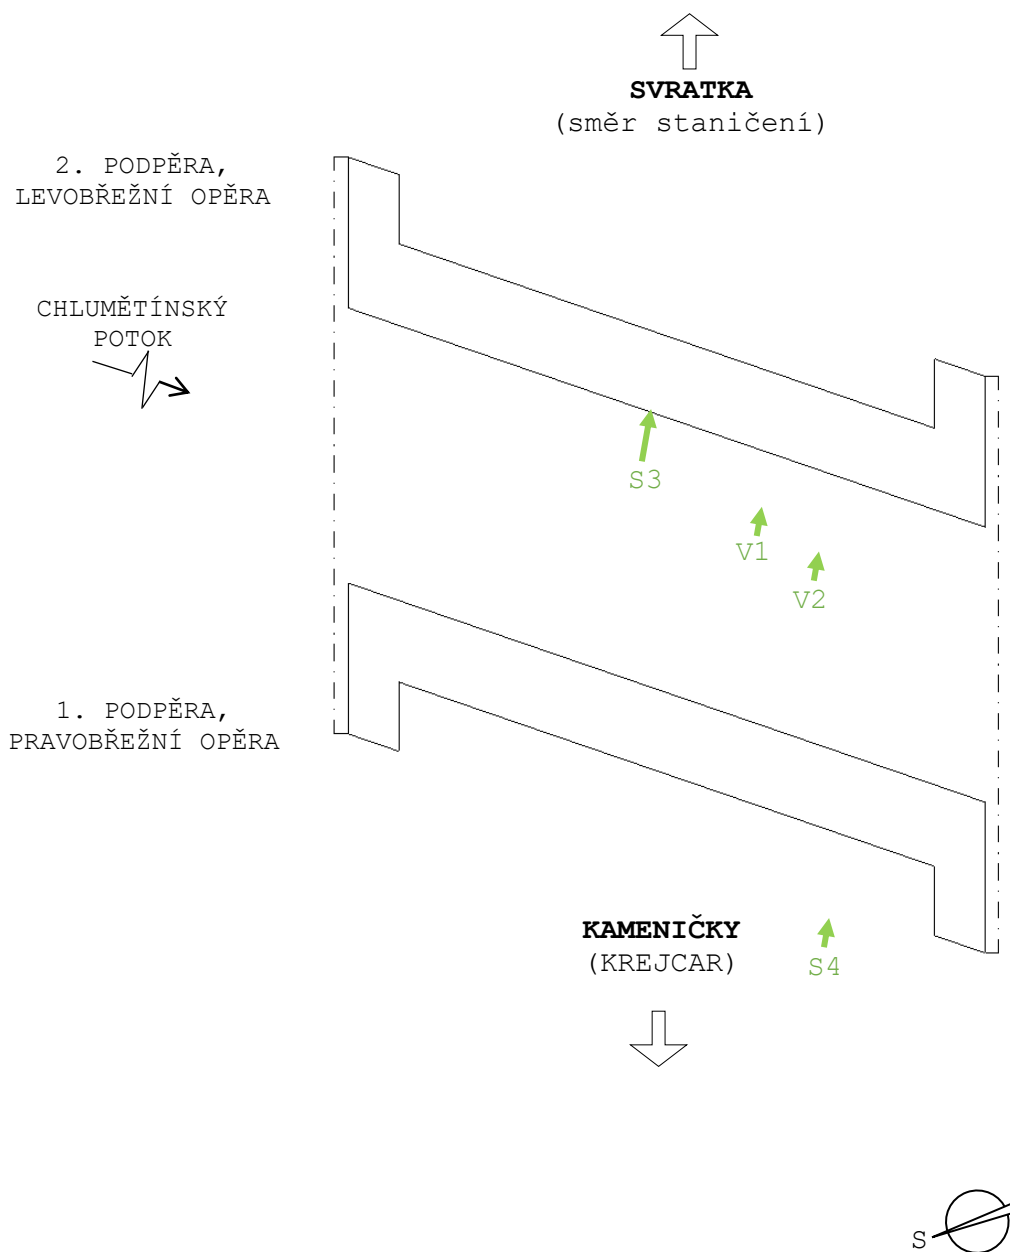 SVRATKA
(směr staničení)
2. PODPĚRA,
LEVOBŘEŽNÍ OPĚRA
CHLUMĚTÍNSKÝ
POTOK
S3
V1
V2
1. PODPĚRA,
PRAVOBŘEŽNÍ OPĚRA
KAMENIČKY
(KREJCAR)
S4
S